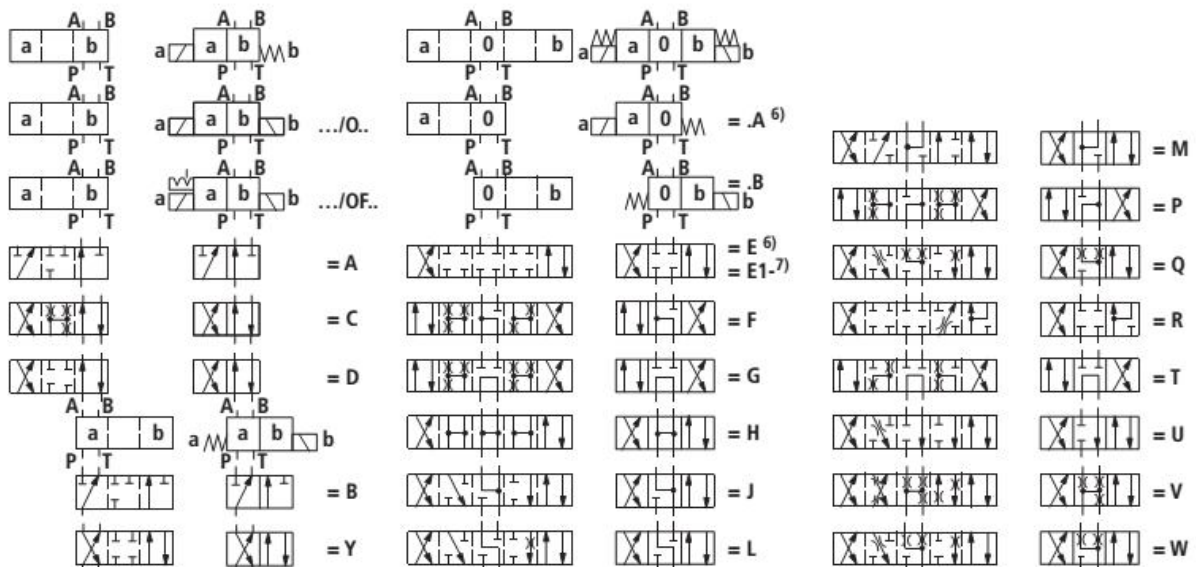 A B A B A B A B
a b a a b b a 0 b a a 0 b b
P T P T P T P T
A B A B A B A B
a b a a b b .../O.. a 0 a a 0 = .A 6)
P T P T P T P T
A B A B A B A B
a b a a b b .../OF.. 0 b 0 b b = .B
P T P T P T P T
= M
= P
= A = E 6)
= E1-7)
= Q
= C = F = R
= D = G = T
A B A B
a b a a b b = H = U
P T P T
= B = J = V
= Y = L = W